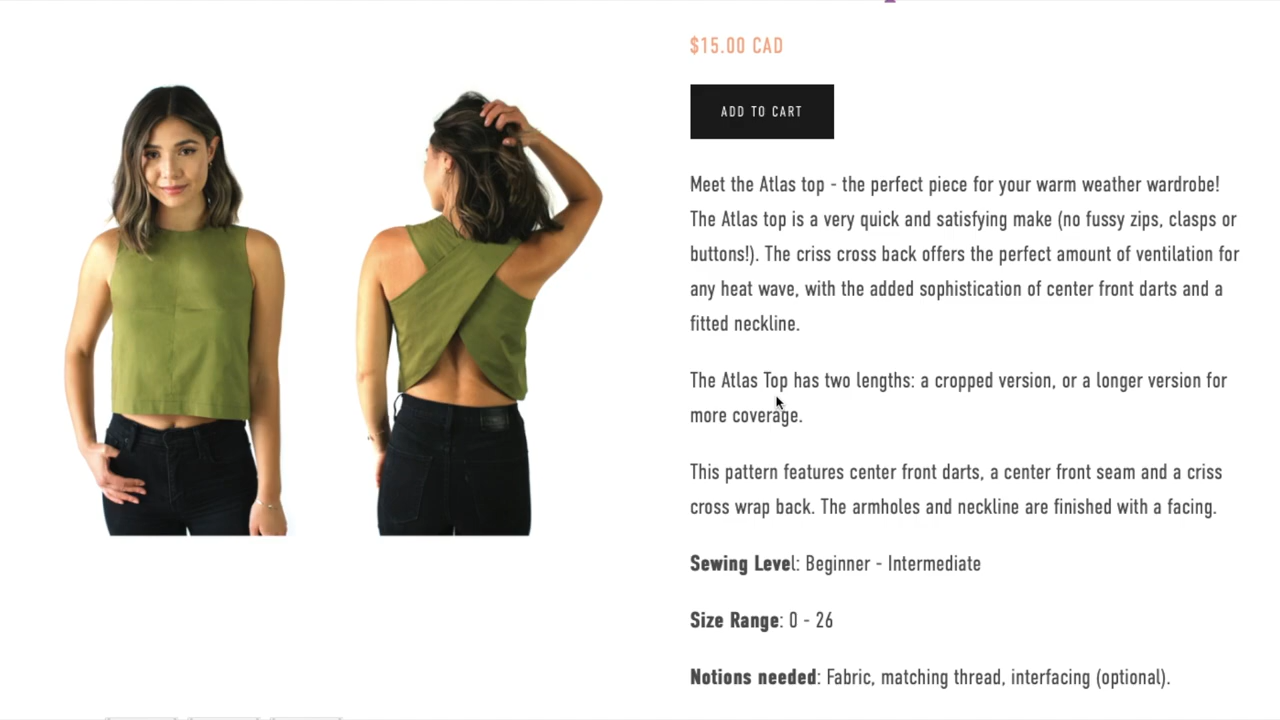 $15.00 CAD
ADD TO CART
Meet the Atlas top - the perfect piece for your warm weather wardrobe!
The Atlas top is a very quick and satisfying make (no fussy zips, clasps or
buttons!). The criss cross back offers the perfect amount of ventilation for
any heat wave, with the added sophistication of center front darts and a
fitted neckline.
The Atlas Top has two lengths: a cropped version, or a longer version for
more coverage.
This pattern features center front darts, a center front seam and a criss
cross wrap back. The armholes and neckline are finished with a facing.
Sewing Level: Beginner - Intermediate
Size Range: 0 - 26
Notions needed: Fabric, matching thread, interfacing (optional).